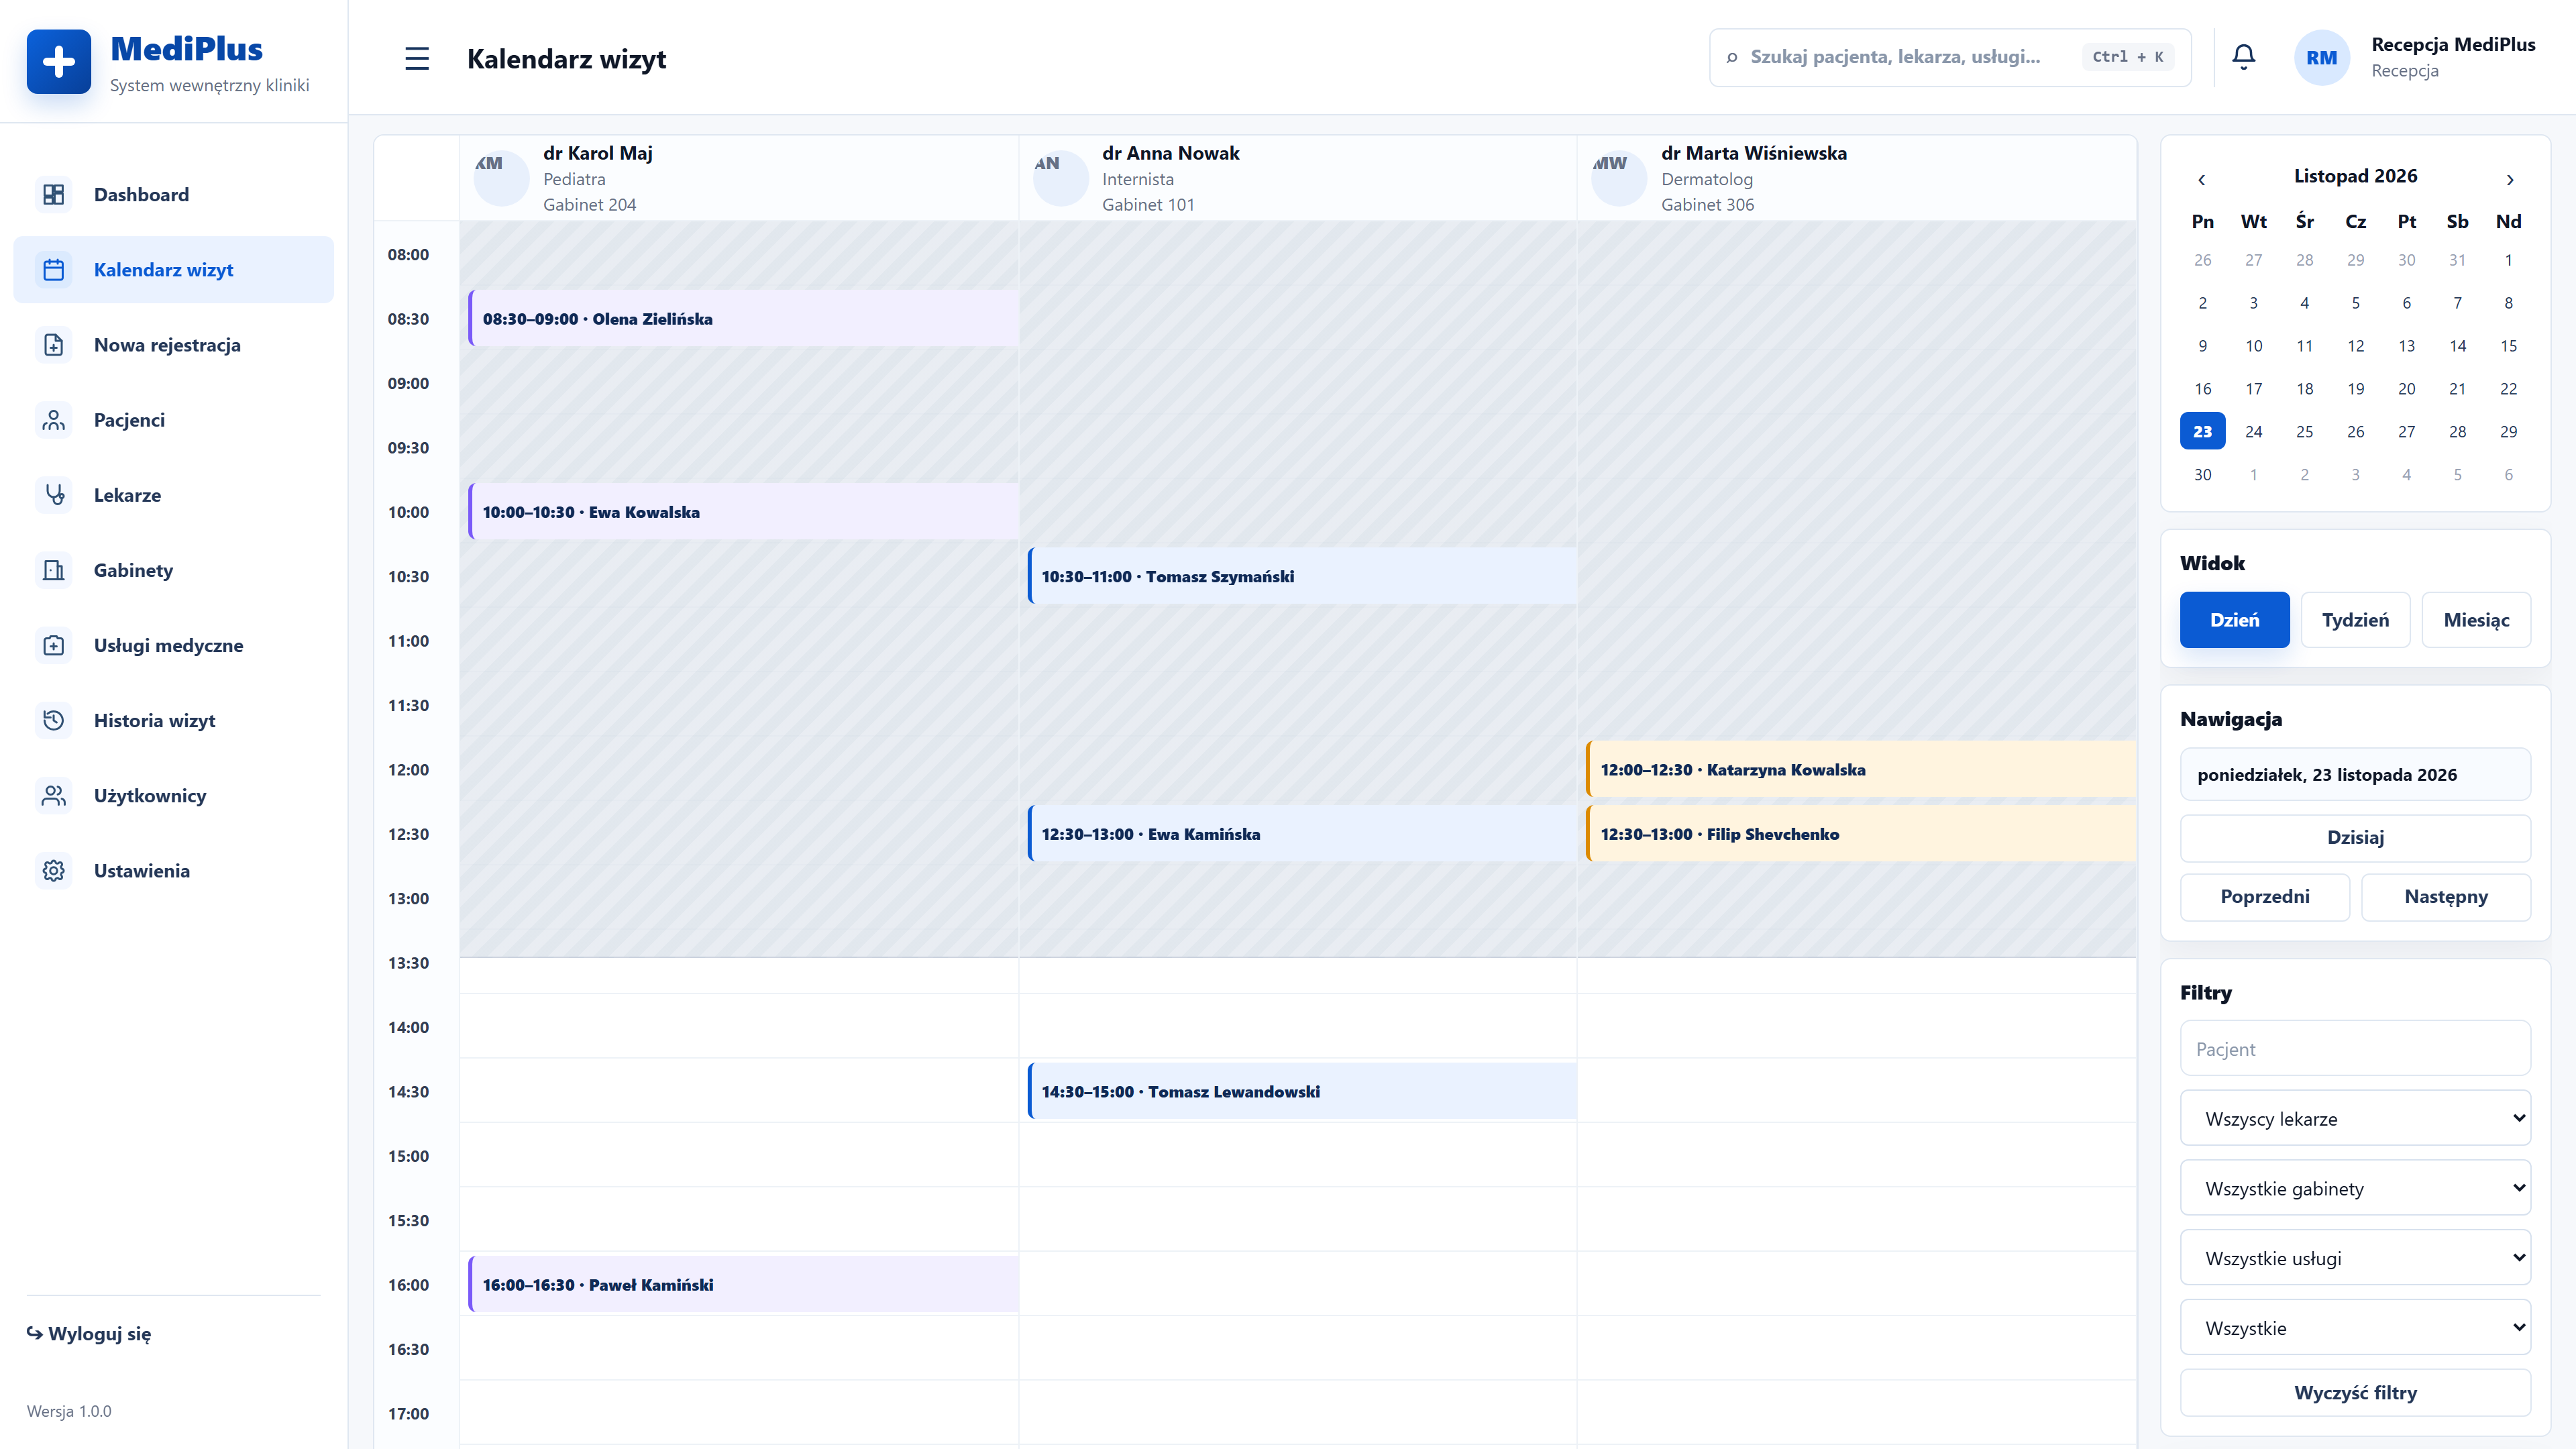 MediPlus
System wewnętrzny kliniki
Dashboard
Kalendarz wizyt
Nowa rejestracja
Pacjenci
Lekarze
Gabinety
Usługi medyczne
Historia wizyt
Użytkownicy
Ustawienia
Wyloguj się
Wersja 1.0.0
Kalendarz wizyt
Szukaj pacjenta, lekarza, usługi...
Ctrl + K
RM
Recepcja MediPlus
Recepcja
KM
dr Karol Maj
Pediatra
Gabinet 204
AN
dr Anna Nowak
Internista
Gabinet 101
MW
dr Marta Wiśniewska
Dermatolog
Gabinet 306
08:00
08:30
08:30–09:00 · Olena Zielińska
09:00
09:30
10:00
10:00–10:30 · Ewa Kowalska
10:30
10:30–11:00 · Tomasz Szymański
11:00
11:30
12:00
12:00–12:30 · Katarzyna Kowalska
12:30
12:30–13:00 · Ewa Kamińska
12:30–13:00 · Filip Shevchenko
13:00
13:30
14:00
14:30
14:30–15:00 · Tomasz Lewandowski
15:00
15:30
16:00
16:00–16:30 · Paweł Kamiński
16:30
17:00
‹ Listopad 2026 ›
Pn Wt Śr Cz Pt Sb Nd
26 27 28 29 30 31 1
2 3 4 5 6 7 8
9 10 11 12 13 14 15
16 17 18 19 20 21 22
23 24 25 26 27 28 29
30 1 2 3 4 5 6
Widok
Dzień
Tydzień
Miesiąc
Nawigacja
poniedziałek, 23 listopada 2026
Dzisiaj
Poprzedni
Następny
Filtry
Pacjent
Wszyscy lekarze
Wszystkie gabinety
Wszystkie usługi
Wszystkie
Wyczyść filtry